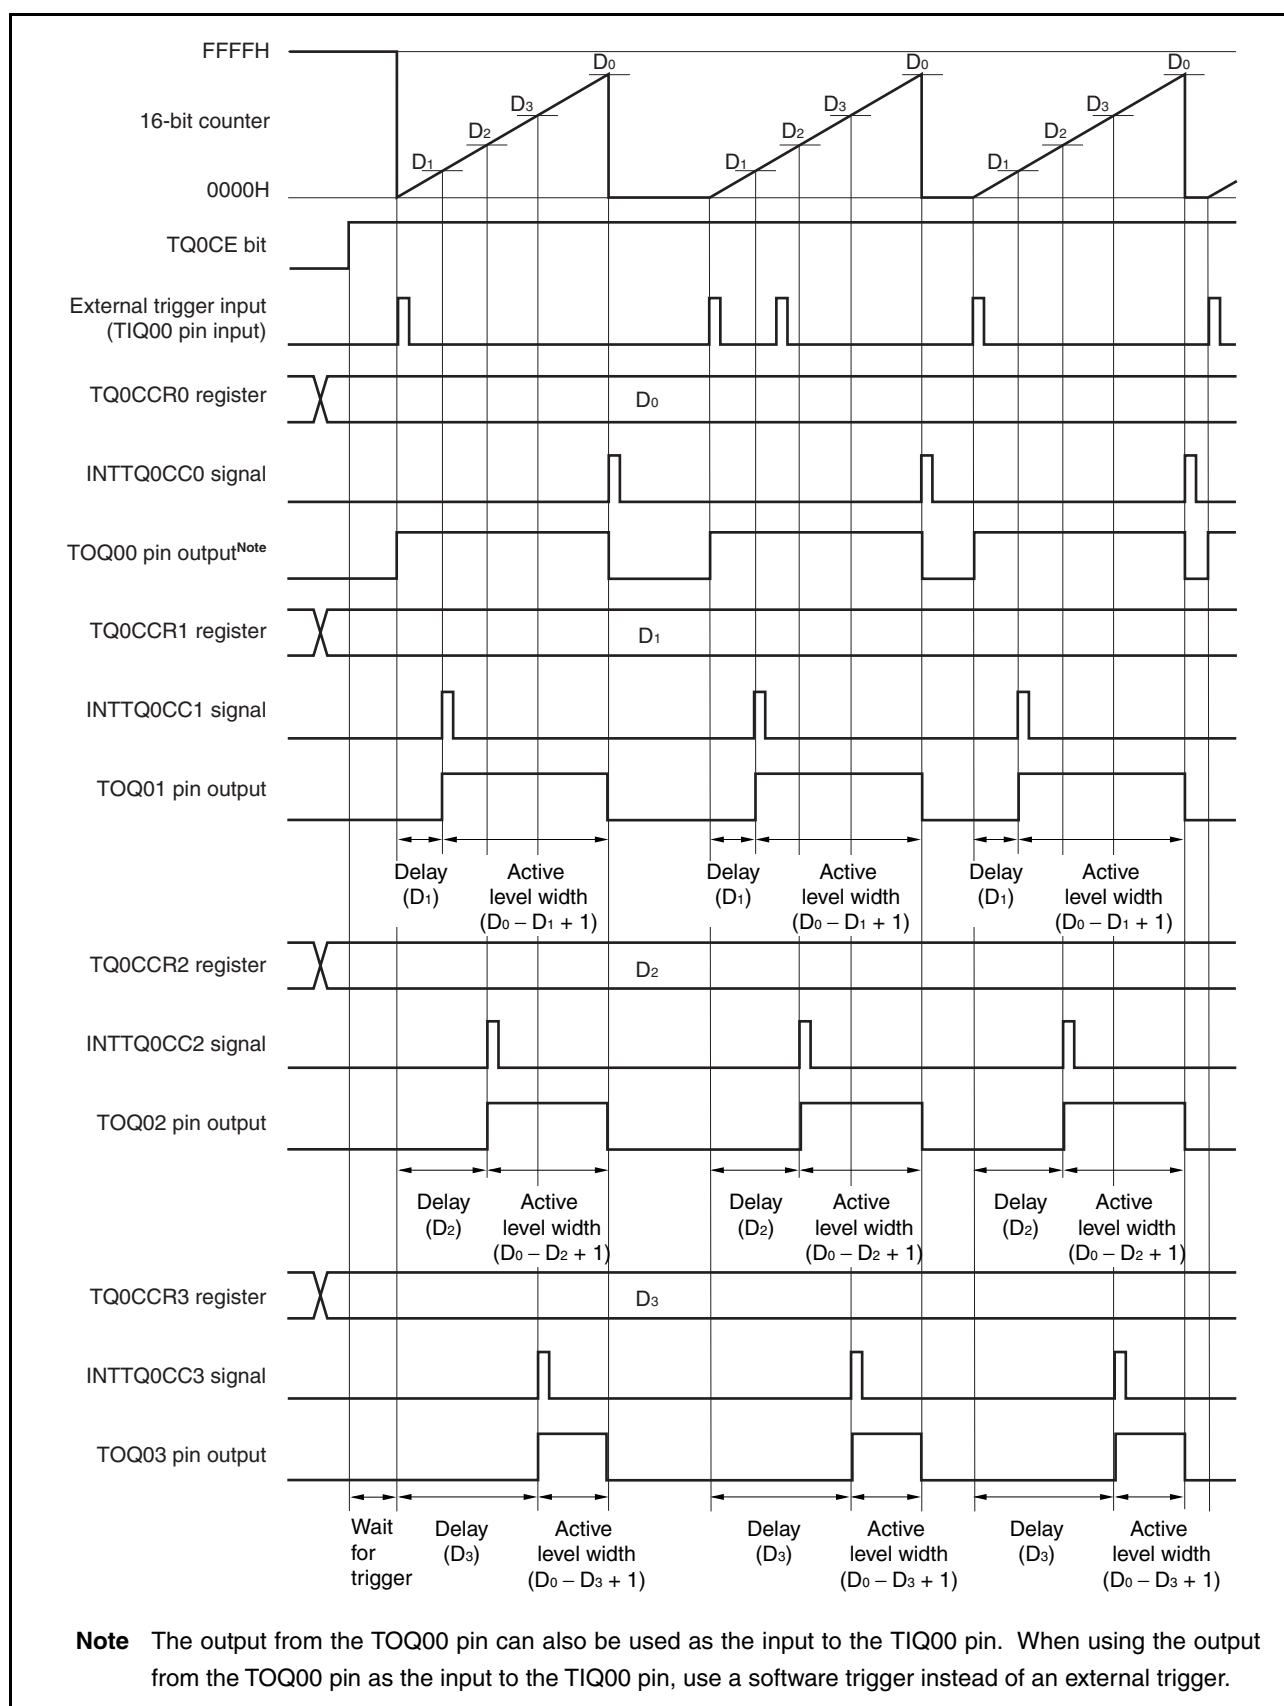 FFFFH
D0 D0 D0
D3 D3 D3
16-bit counter
D2 D2 D2
D1 D1 D1
0000H
TQ0CE bit
External trigger input
(TIQ00 pin input)
TQ0CCR0 register
D0
INTTQ0CC0 signal
TOQ00 pin outputNote
TQ0CCR1 register
D1
INTTQ0CC1 signal
TOQ01 pin output
Delay Active Delay Active Delay Active
(D1) level width (D1) level width (D1) level width
(D0 – D1 + 1) (D0 – D1 + 1) (D0 – D1 + 1)
TQ0CCR2 register
D2
INTTQ0CC2 signal
TOQ02 pin output
Delay Active Delay Active Delay Active
(D2) level width (D2) level width (D2) level width
(D0 – D2 + 1) (D0 – D2 + 1) (D0 – D2 + 1)
TQ0CCR3 register
D3
INTTQ0CC3 signal
TOQ03 pin output
Wait Delay Active Delay Active Delay Active
for (D3) level width (D3) level width (D3) level width
trigger (D0 – D3 + 1) (D0 – D3 + 1) (D0 – D3 + 1)
Note The output from the TOQ00 pin can also be used as the input to the TIQ00 pin. When using the output
from the TOQ00 pin as the input to the TIQ00 pin, use a software trigger instead of an external trigger.